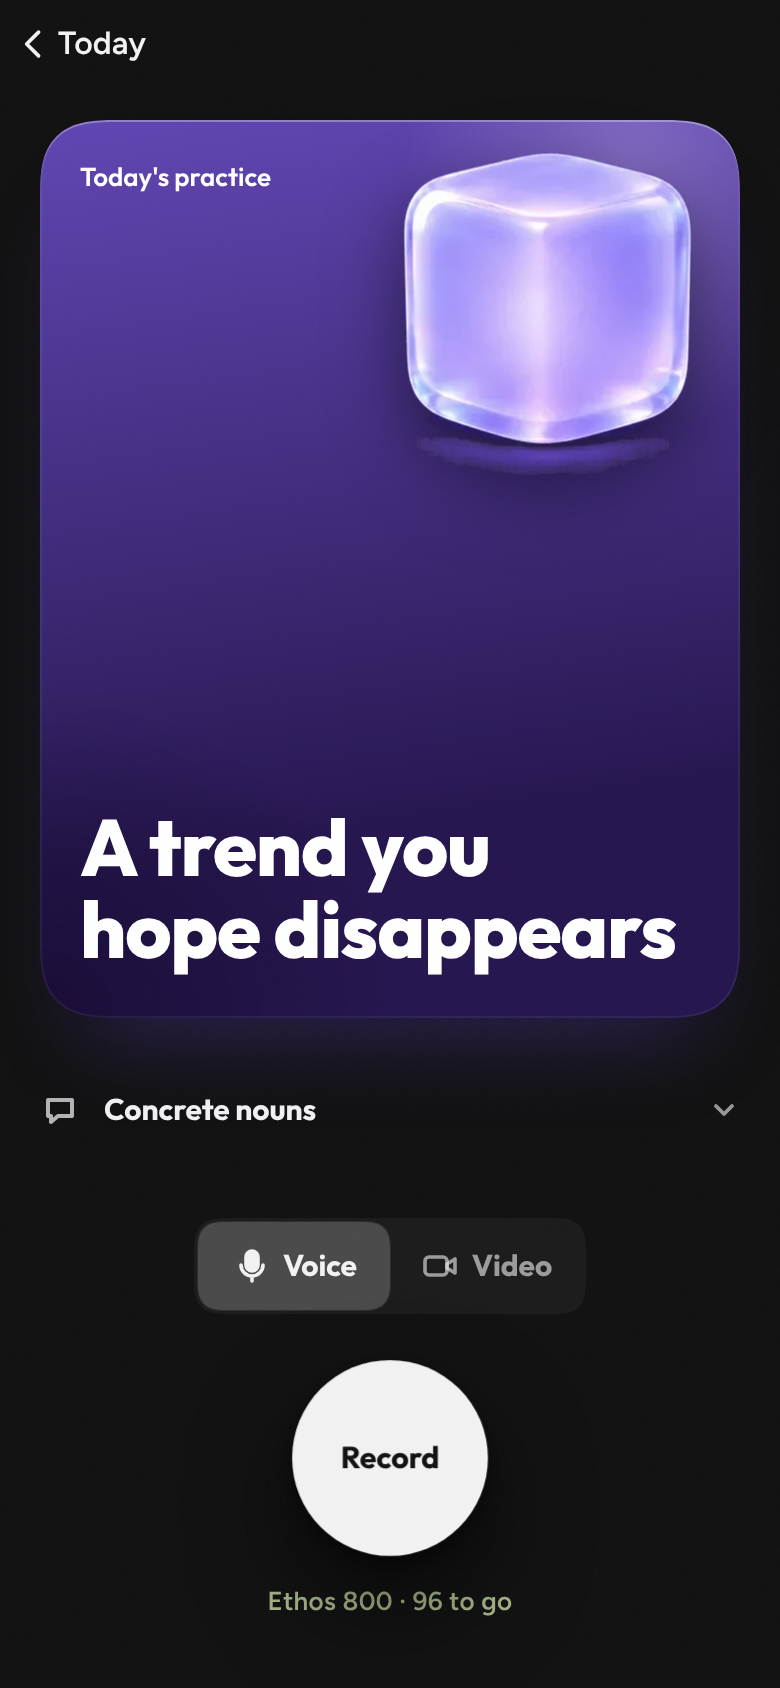 Today
Today's practice
A trend you
hope disappears
Concrete nouns
Voice
Video
Record
Ethos 800 · 96 to go